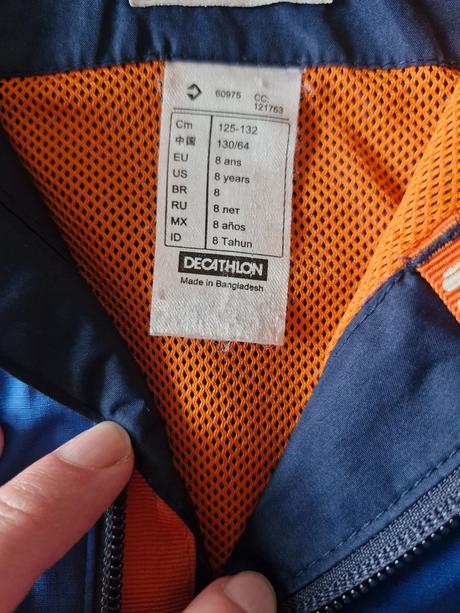 60975 CC:
121763
Cm 125-132
中国 130/64
EU 8 ans
US 8 years
BR 8
RU 8 лет
MX 8 años
ID 8 Tahun
DECATHLON
Made in Bangladesh